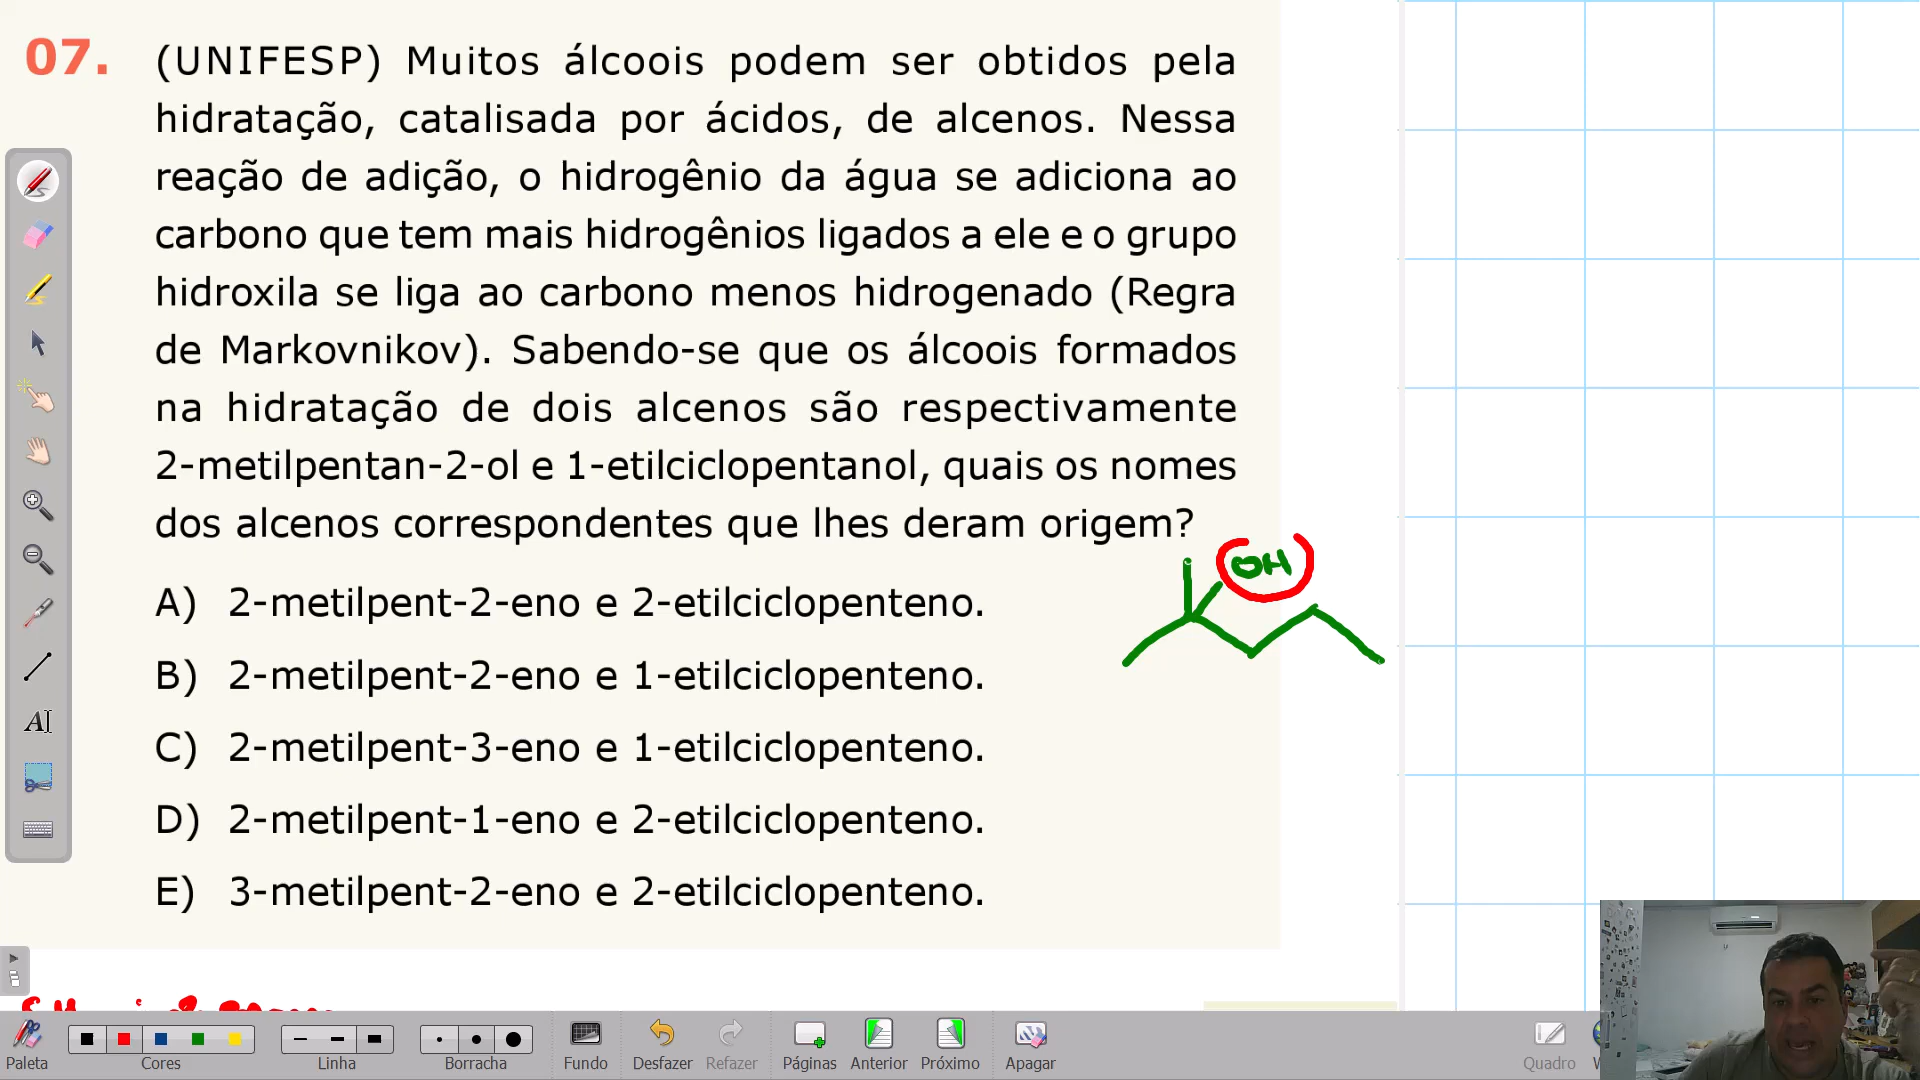 07. (UNIFESP) Muitos álcoois podem ser obtidos pela
hidratação, catalisada por ácidos, de alcenos. Nessa
reação de adição, o hidrogênio da água se adiciona ao
carbono que tem mais hidrogênios ligados a ele e o grupo
hidroxila se liga ao carbono menos hidrogenado (Regra
de Markovnikov). Sabendo-se que os álcoois formados
na hidratação de dois alcenos são respectivamente
2-metilpentan-2-ol e 1-etilciclopentanol, quais os nomes
dos alcenos correspondentes que lhes deram origem?
OH
A) 2-metilpent-2-eno e 2-etilciclopenteno.
B) 2-metilpent-2-eno e 1-etilciclopenteno.
C) 2-metilpent-3-eno e 1-etilciclopenteno.
D) 2-metilpent-1-eno e 2-etilciclopenteno.
E) 3-metilpent-2-eno e 2-etilciclopenteno.
AI
Paleta Cores Linha Borracha Fundo Desfazer Refazer Páginas Anterior Próximo Apagar Quadro